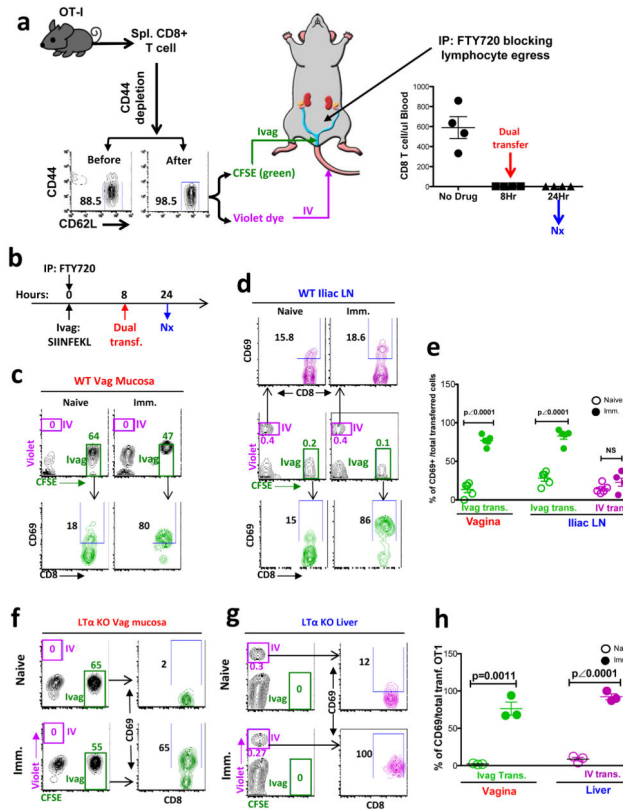 a
OT-I
Spl. CD8+
T cell
CD44
depletion
Before
After
CD44
88.5
98.5
CD62L
Ivag
CFSE (green)
Violet dye
IV
IP: FTY720 blocking
lymphocyte egress
CD8 T cell/ul Blood
1000
800
600
400
200
0
Dual
transfer
No Drug
8Hr
24Hr
Nx
b
IP: FTY720
Hours:
0
8
24
Ivag:
SIINFEKL
Dual
transf.
Nx
c
WT Vag Mucosa
Naive
Imm.
0
IV
0
64
47
Violet
Ivag
CFSE
CD69
18
80
CD8
d
WT Iliac LN
Naive
Imm.
CD69
15.8
18.6
CD8
IV
IV
0.4
0.4
Violet
0.2
0.1
Ivag
CFSE
CD69
15
86
CD8
e
Naive
Imm.
% of CD69+ /total transferred cells
100
80
60
40
20
0
p∠0.0001
p∠0.0001
NS
Ivag trans.
Ivag trans.
IV tran
Vagina
Iliac LN
f
LTα KO Vag mucosa
Naive
0
IV
65
Ivag
2
CD69
Imm.
0
IV
55
Ivag
65
Violet
CFSE
CD8
g
LTα KO Liver
IV
0.3
Ivag
0
12
CD69
IV
0.27
Ivag
0
100
Violet
CFSE
CD8
h
Na
Imm
% of CD69/total tranf. OT1
100
50
0
p=0.0011
p∠0.0001
Ivag Trans.
IV trans.
Vagina
Liver